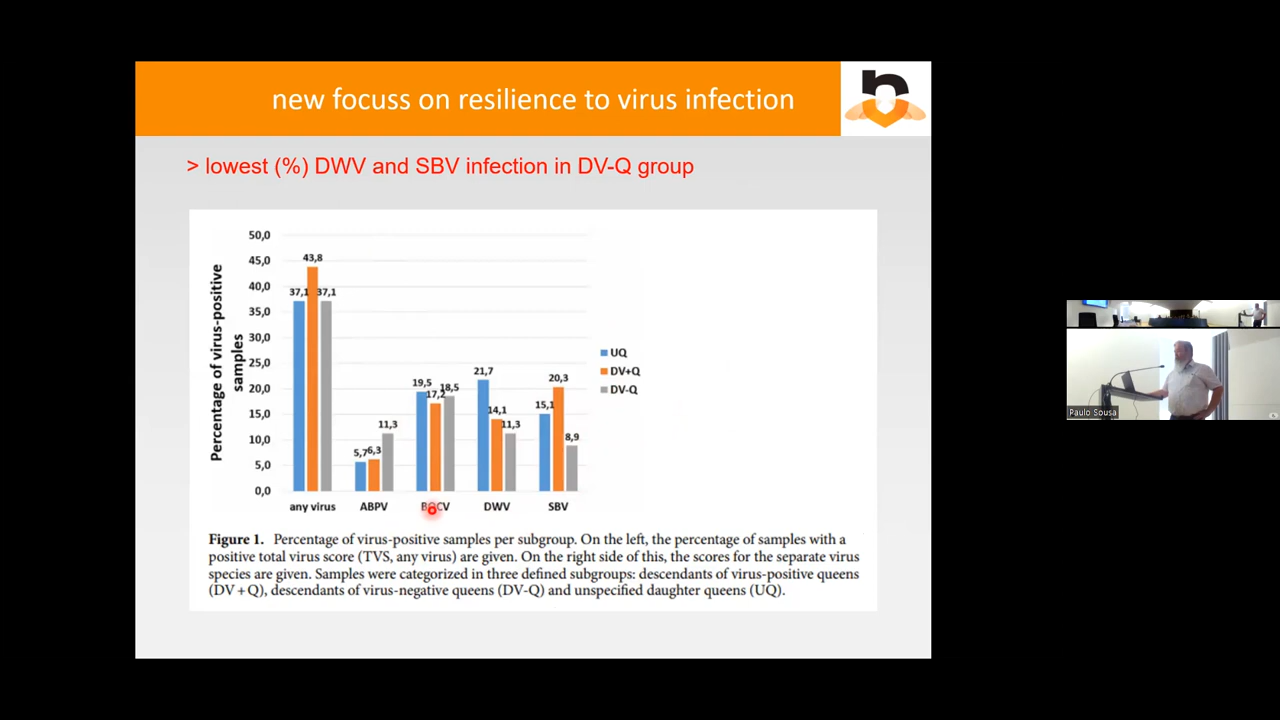 new focuss on resilience to virus infection
> lowest (%) DWV and SBV infection in DV-Q group
Percentage of virus-positive
samples
50,0
45,0
40,0
35,0
30,0
25,0
20,0
15,0
10,0
5,0
0,0
37,1
43,8
37,1
5,7
6,3
11,3
19,5
17,2
18,5
21,7
14,1
11,3
15,1
20,3
8,9
any virus
ABPV
BQCV
DWV
SBV
UQ
DV+Q
DV-Q
Figure 1. Percentage of virus-positive samples per subgroup. On the left, the percentage of samples with a
positive total virus score (TVS, any virus) are given. On the right side of this, the scores for the separate virus
species are given. Samples were categorized in three defined subgroups: descendants of virus-positive queens
(DV + Q), descendants of virus-negative queens (DV-Q) and unspecified daughter queens (UQ).
Paulo Sousa